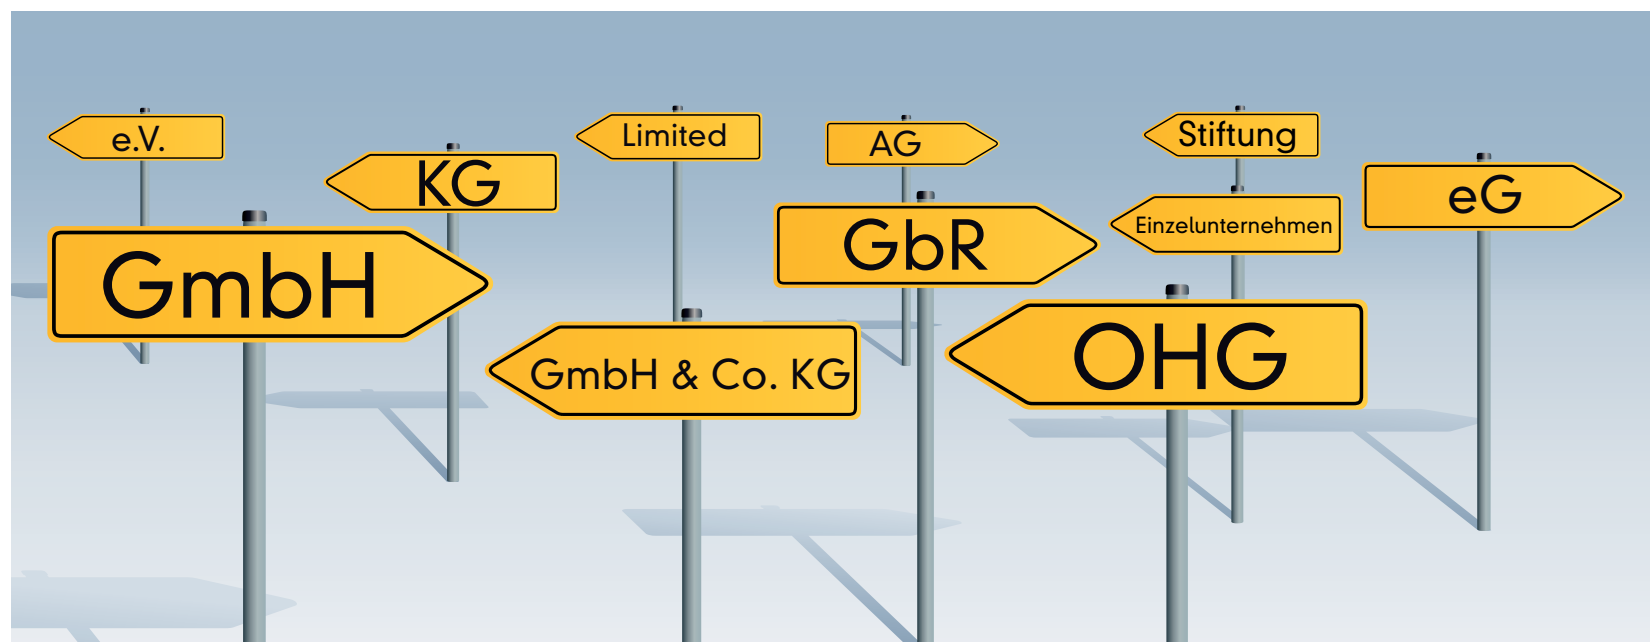 e.V.
KG
GmbH
Limited
GmbH & Co. KG
AG
GbR
Stiftung
Einzelunternehmen
OHG
eG